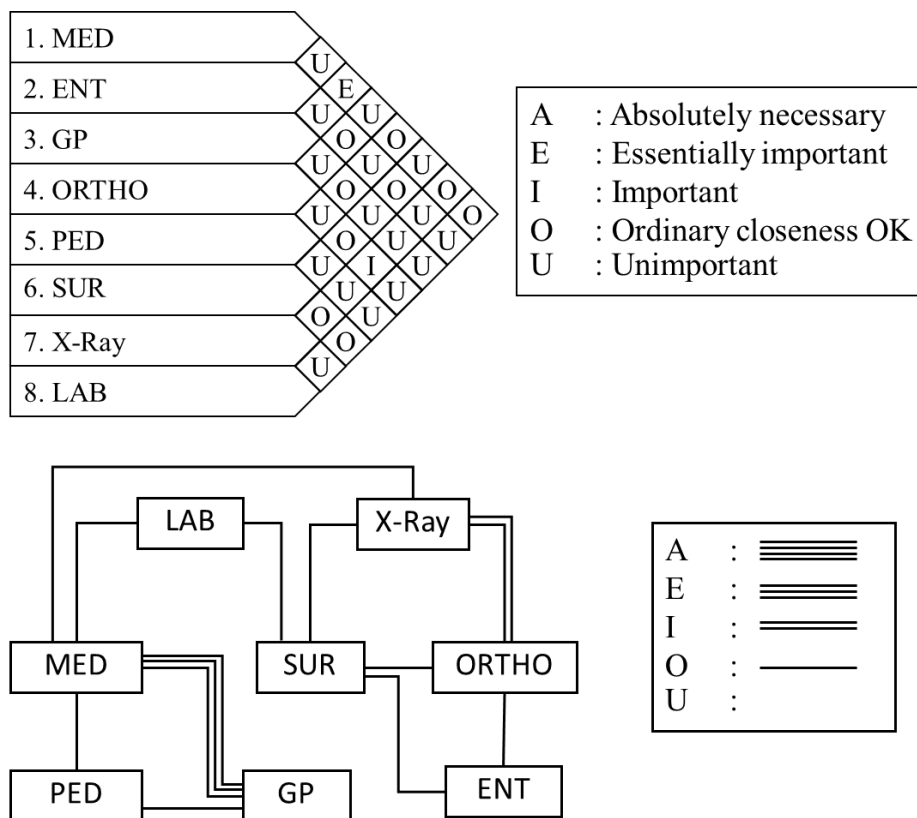 1. MED
U
2. ENT E
U U
3. GP O O
U U U
4. ORTHO O O O
U U U O
5. PED O U U
U I U
6. SUR U U
O U
7. X-Ray O
U
8. LAB
A : Absolutely necessary
E : Essentially important
I : Important
O : Ordinary closeness OK
U : Unimportant
LAB X-Ray
MED SUR ORTHO
PED GP ENT
A :
E :
I :
O :
U :